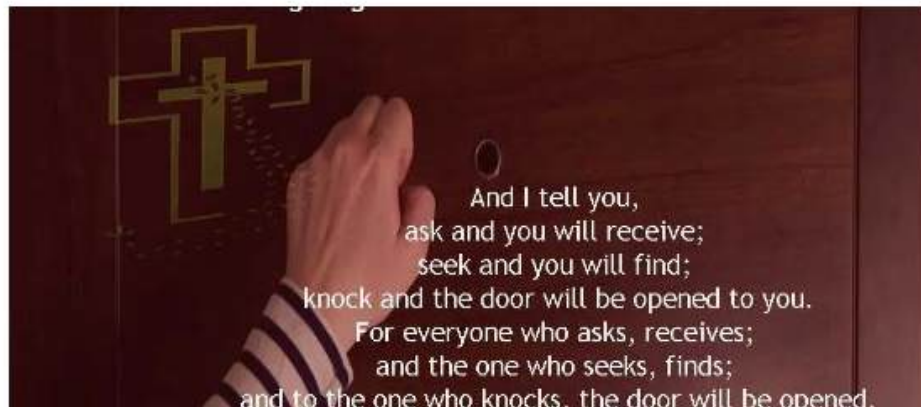 And I tell you,
ask and you will receive;
seek and you will find;
knock and the door will be opened to you.
For everyone who asks, receives;
and the one who seeks, finds;
and to the one who knocks, the door will be opened.